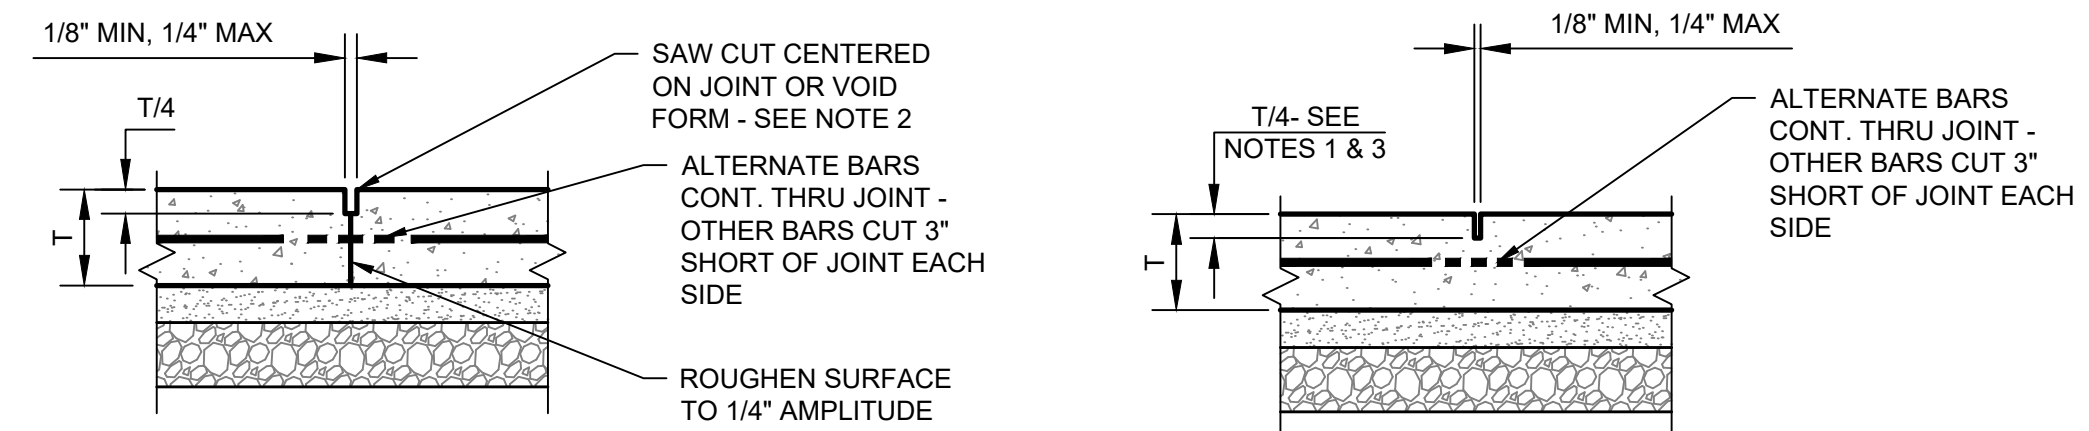 1/8" MIN, 1/4" MAX
T/4
T
SAW CUT CENTERED
ON JOINT OR VOID
FORM - SEE NOTE 2
ALTERNATE BARS
CONT. THRU JOINT -
OTHER BARS CUT 3"
SHORT OF JOINT EACH
SIDE
ROUGHEN SURFACE
TO 1/4" AMPLITUDE
1/8" MIN, 1/4" MAX
T/4- SEE
NOTES 1 & 3
T
ALTERNATE BARS
CONT. THRU JOINT -
OTHER BARS CUT 3"
SHORT OF JOINT EACH
SIDE